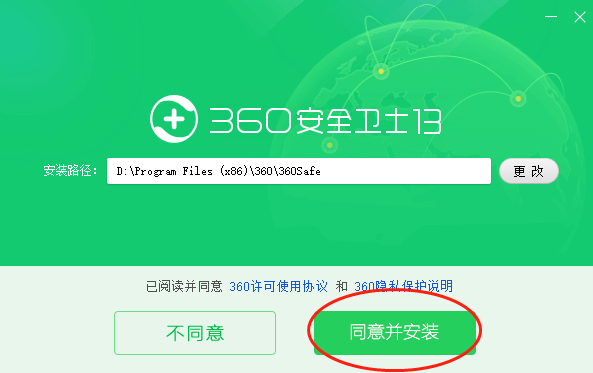 360安全卫士13
安装路径: D:\Program Files (x86)\360\360Safe 更 改
已阅读并同意 360许可使用协议 和 360隐私保护说明
不同意 同意并安装